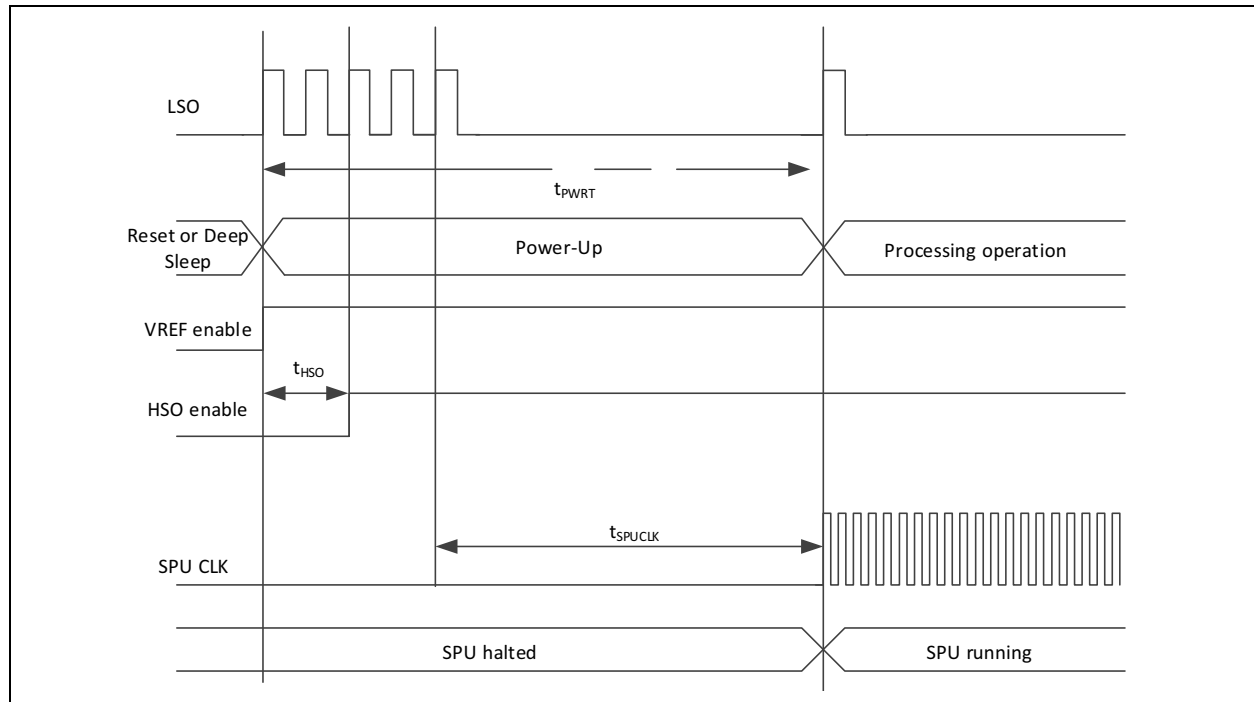 LSO
tPWRT
Reset or Deep
Sleep
Power-Up
Processing operation
VREF enable
tHSO
HSO enable
tSPUCLK
SPU CLK
SPU halted
SPU running